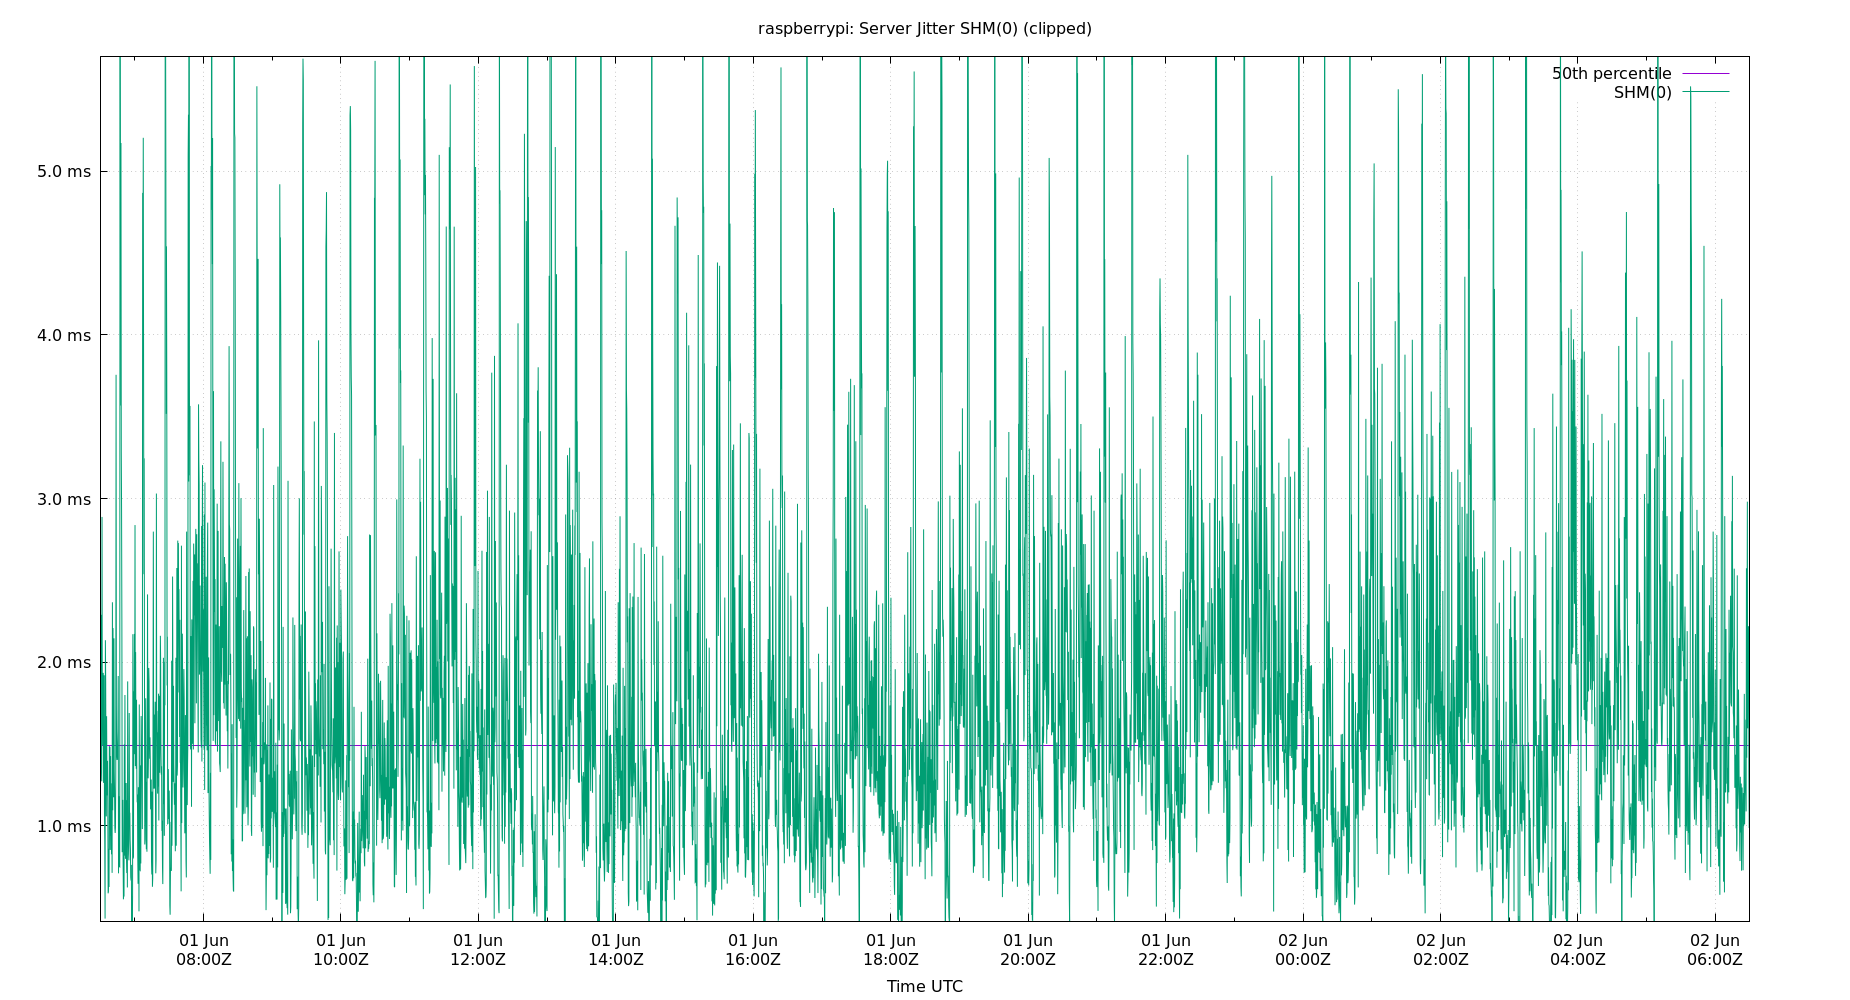 raspberrypi: Server Jitter SHM(0) (clipped)
50th percentile
SHM(0)
5.0 ms
4.0 ms
3.0 ms
2.0 ms
1.0 ms
01 Jun 01 Jun 01 Jun 01 Jun 01 Jun 01 Jun 01 Jun 01 Jun 02 Jun 02 Jun 02 Jun 02 Jun
08:00Z 10:00Z 12:00Z 14:00Z 16:00Z 18:00Z 20:00Z 22:00Z 00:00Z 02:00Z 04:00Z 06:00Z
Time UTC